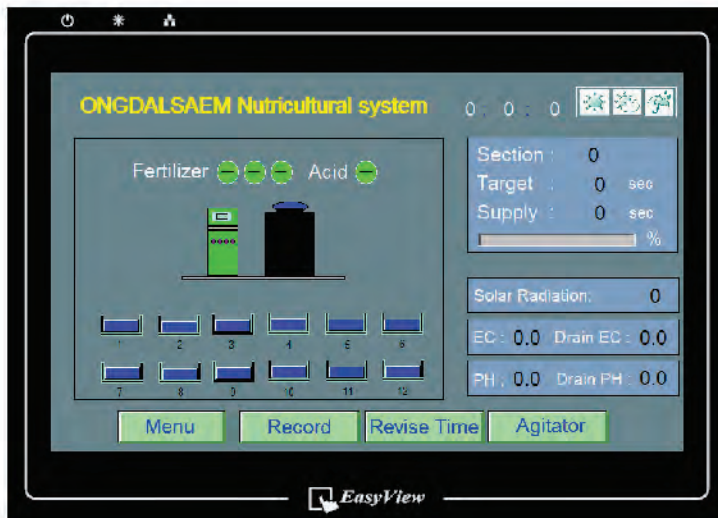 ONGDALSAEM Nutricultural system
0 : 0 : 0
Fertilizer Acid
Section : 0
Target : 0 sec
Supply : 0 sec
%
Solar Radiation: 0
EC : 0.0 Drain EC : 0.0
PH : 0.0 Drain PH : 0.0
1 2 3 4 5 6
7 8 9 10 11 12
Menu Record Revise Time Agitator
EasyView